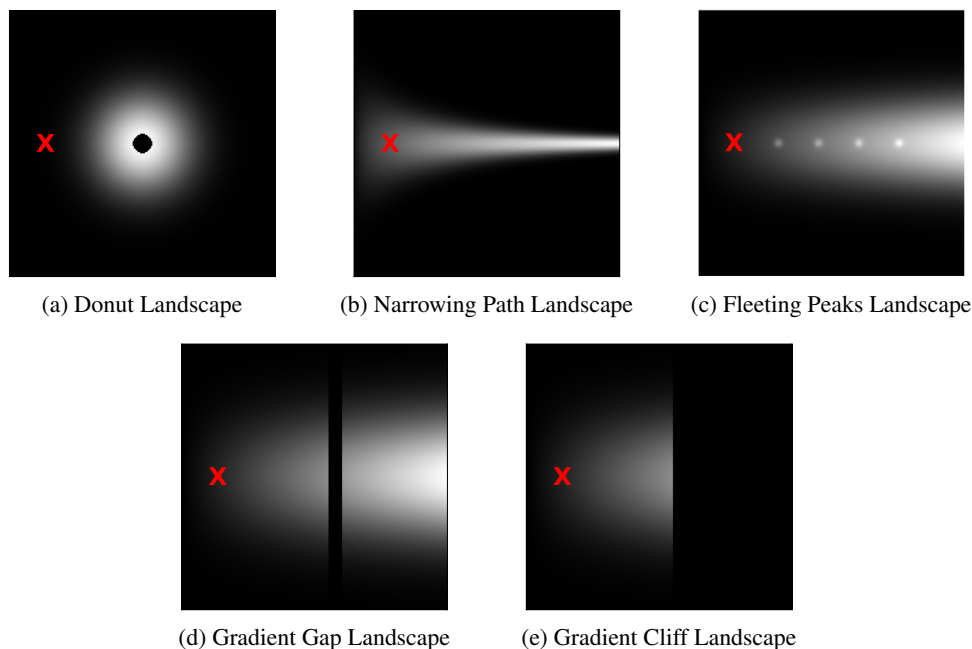 X
X
X
(a) Donut Landscape
(b) Narrowing Path Landscape
(c) Fleeting Peaks Landscape
X
X
(d) Gradient Gap Landscape
(e) Gradient Cliff Landscape